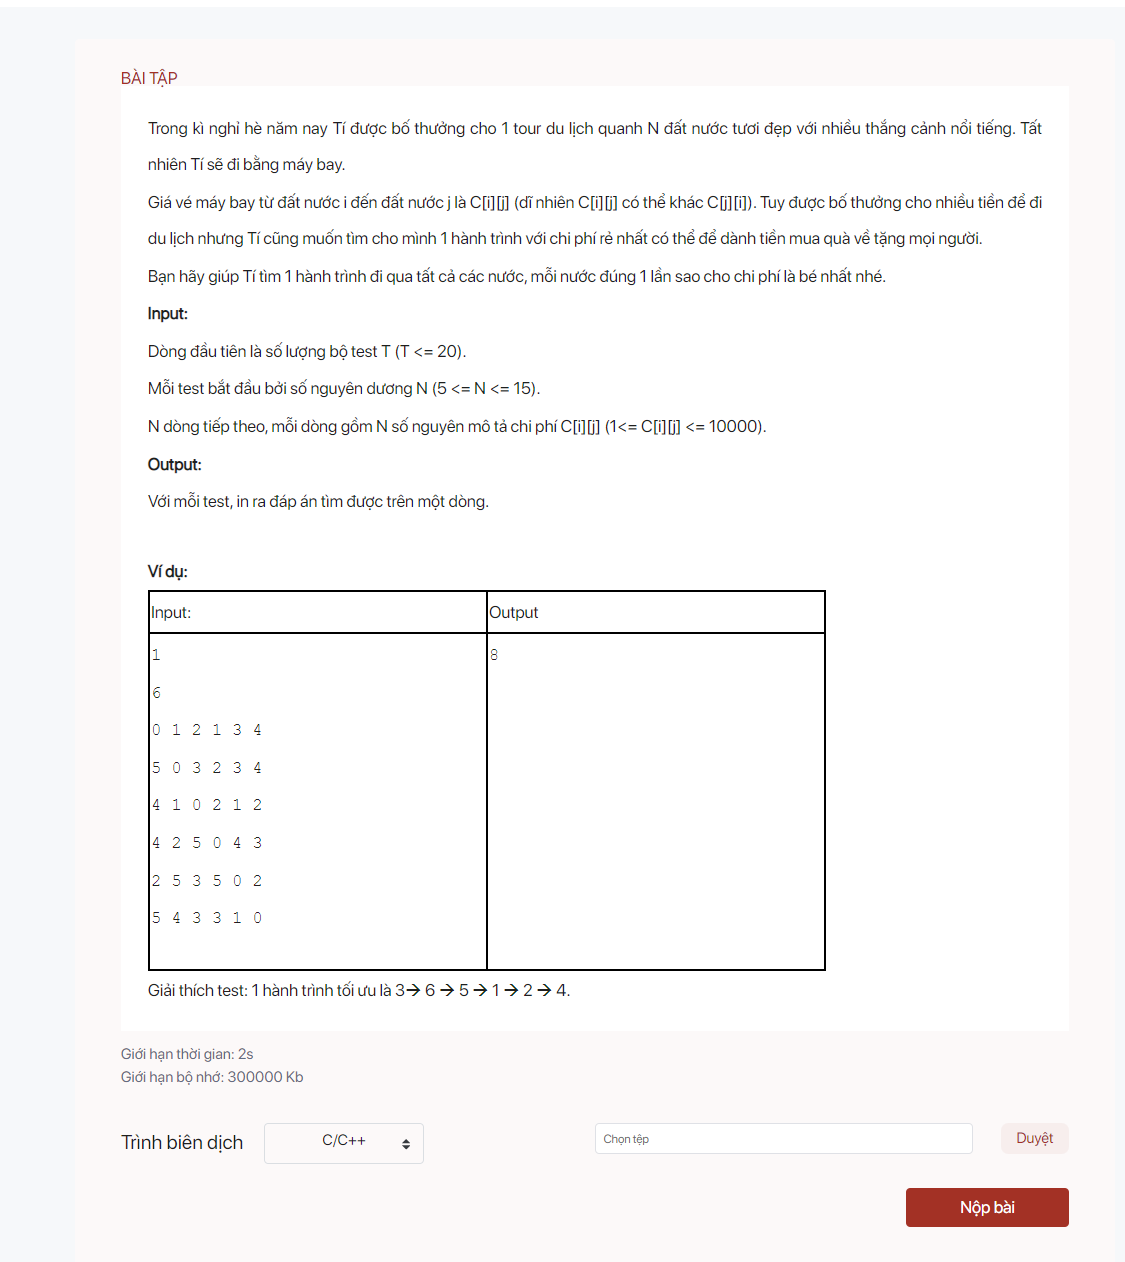 BÀI TẬP
Trong kì nghỉ hè năm nay Tí được bố thưởng cho 1 tour du lịch quanh N đất nước tươi đẹp với nhiều thắng cảnh nổi tiếng. Tất
nhiên Tí sẽ đi bằng máy bay.
Giá vé máy bay từ đất nước i đến đất nước j là C[i][j] (dĩ nhiên C[i][j] có thể khác C[j][i]). Tuy được bố thưởng cho nhiều tiền để đi
du lịch nhưng Tí cũng muốn tìm cho mình 1 hành trình với chi phí rẻ nhất có thể để dành tiền mua quà về tặng mọi người.
Bạn hãy giúp Tí tìm 1 hành trình đi qua tất cả các nước, mỗi nước đúng 1 lần sao cho chi phí là bé nhất nhé.
Input:
Dòng đầu tiên là số lượng bộ test T (T <= 20).
Mỗi test bắt đầu bởi số nguyên dương N (5 <= N <= 15).
N dòng tiếp theo, mỗi dòng gồm N số nguyên mô tả chi phí C[i][j] (1<= C[i][j] <= 10000).
Output:
Với mỗi test, in ra đáp án tìm được trên một dòng.
Ví dụ:
Input: Output
1 8
6
0 1 2 1 3 4
5 0 3 2 3 4
4 1 0 2 1 2
4 2 5 0 4 3
2 5 3 5 0 2
5 4 3 3 1 0
Giải thích test: 1 hành trình tối ưu là 3→ 6 → 5 → 1 → 2 → 4.
Giới hạn thời gian: 2s
Giới hạn bộ nhớ: 300000 Kb
Trình biên dịch C/C++ Chọn tệp Duyệt
Nộp bài